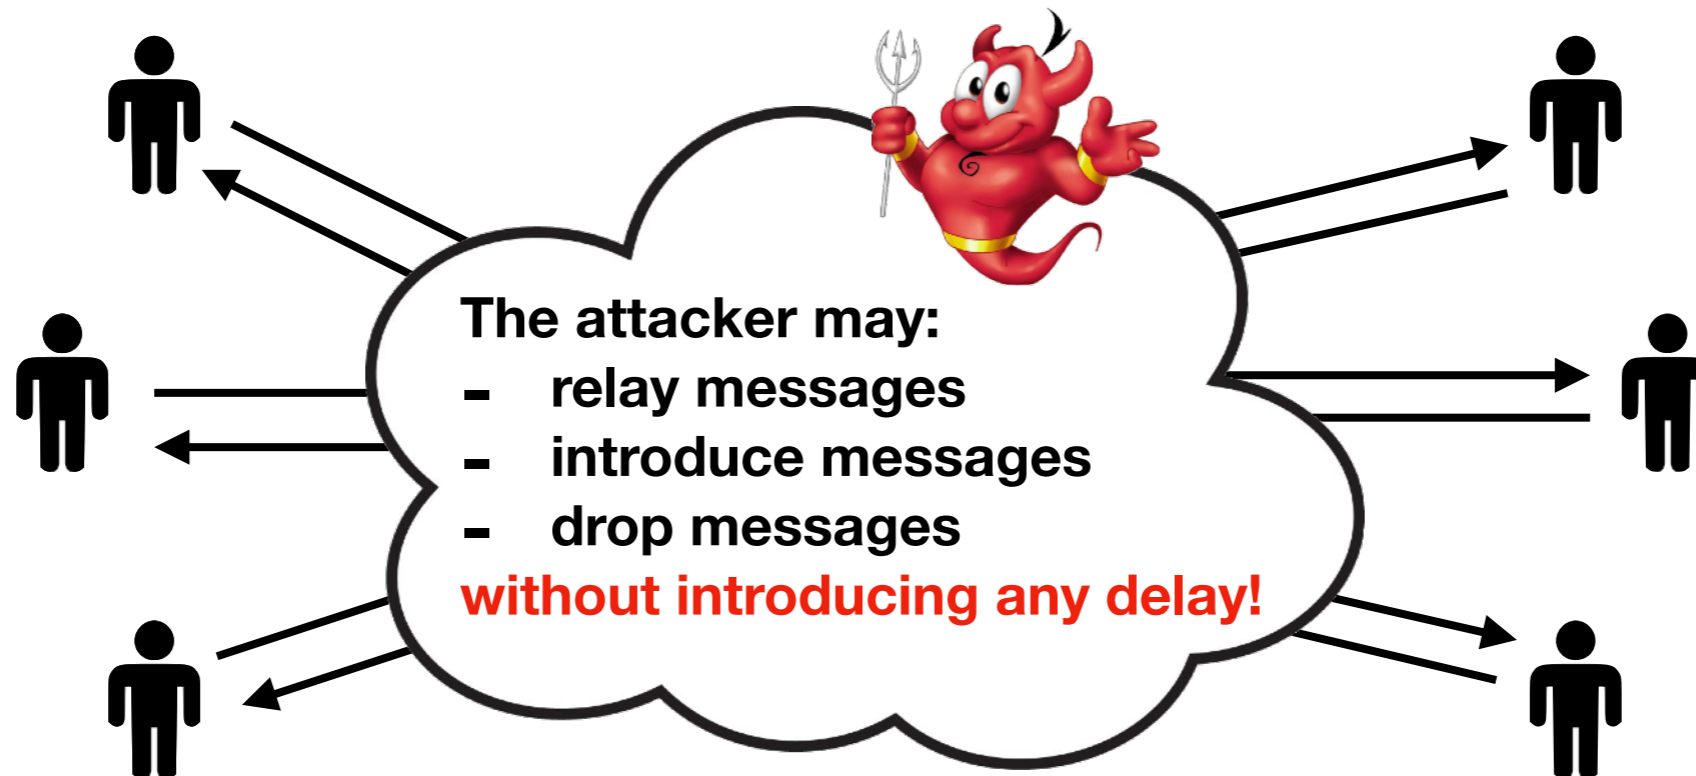 The attacker may:
- relay messages
- introduce messages
- drop messages
without introducing any delay!